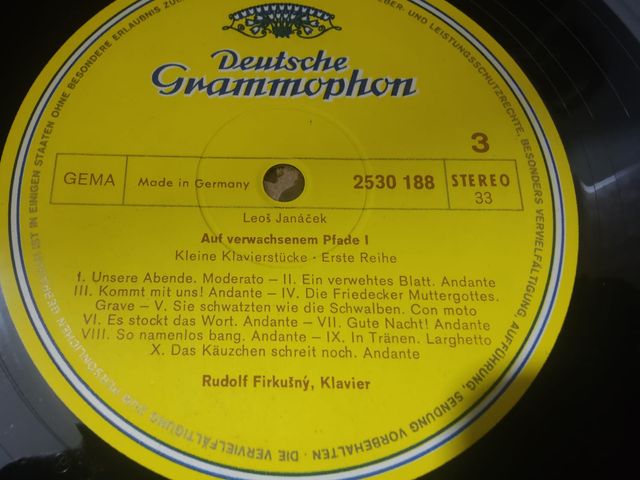 Deutsche
Grammophon
3
GEMA
Made in Germany
2530 188
STEREO
33
Leoš Janáček
Auf verwachsenem Pfade I
Kleine Klavierstücke · Erste Reihe
I. Unsere Abende. Moderato – II. Ein verwehtes Blatt. Andante
III. Kommt mit uns! Andante – IV. Die Friedecker Muttergottes.
Grave – V. Sie schwatzten wie die Schwalben. Con moto
VI. Es stockt das Wort. Andante – VII. Gute Nacht! Andante
VIII. So namenlos bang. Andante – IX. In Tränen. Larghetto
X. Das Käuzchen schreit noch. Andante
Rudolf Firkušný, Klavier
IST IN EINIGEN STAATEN OHNE BESONDERE ERLAUBNIS
UND LEISTUNGSSCHUTZRECHTE, BESONDERS VERVIELFÄLTIGUNG, AUFFÜHRUNG, SENDUNG VORBEHALTEN · DIE VERVIELFÄLTIGUNG ZUM PERSÖNLICHEN